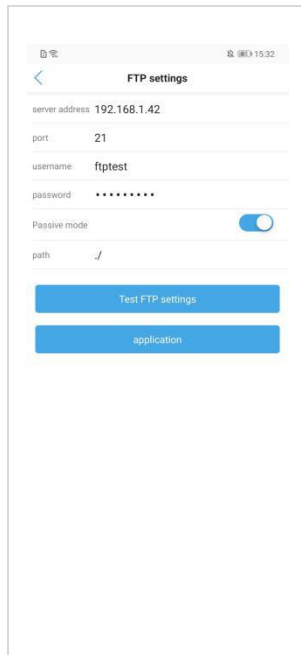 15:32
FTP settings
server address 192.168.1.42
port 21
username ftptest
password •••••••••
Passive mode
path ./
Test FTP settings
application